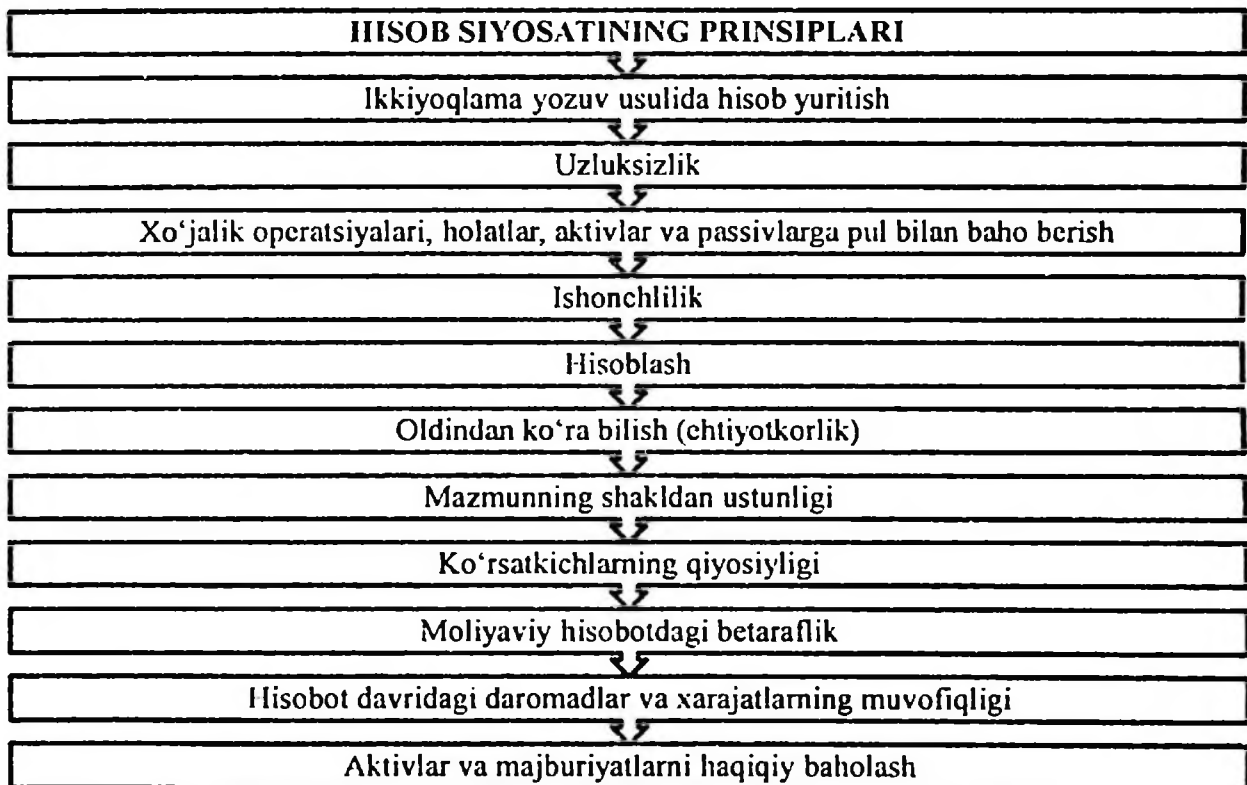 HISOB SIYOSATINING PRINSIPLARI
Ikkiyoqlama yozuv usulida hisob yuritish
Uzluksizlik
Xo‘jalik operatsiyalari, holatlar, aktivlar va passivlarga pul bilan baho berish
Ishonchlilik
Hisoblash
Oldindan ko‘ra bilish (ehtiyotkorlik)
Mazmunning shakldan ustunligi
Ko‘rsatkichlarning qiyosiyligi
Moliyaviy hisobotdagi betaraflik
Hisobot davridagi daromadlar va xarajatlarning muvofiqligi
Aktivlar va majburiyatlarni haqiqiy baholash